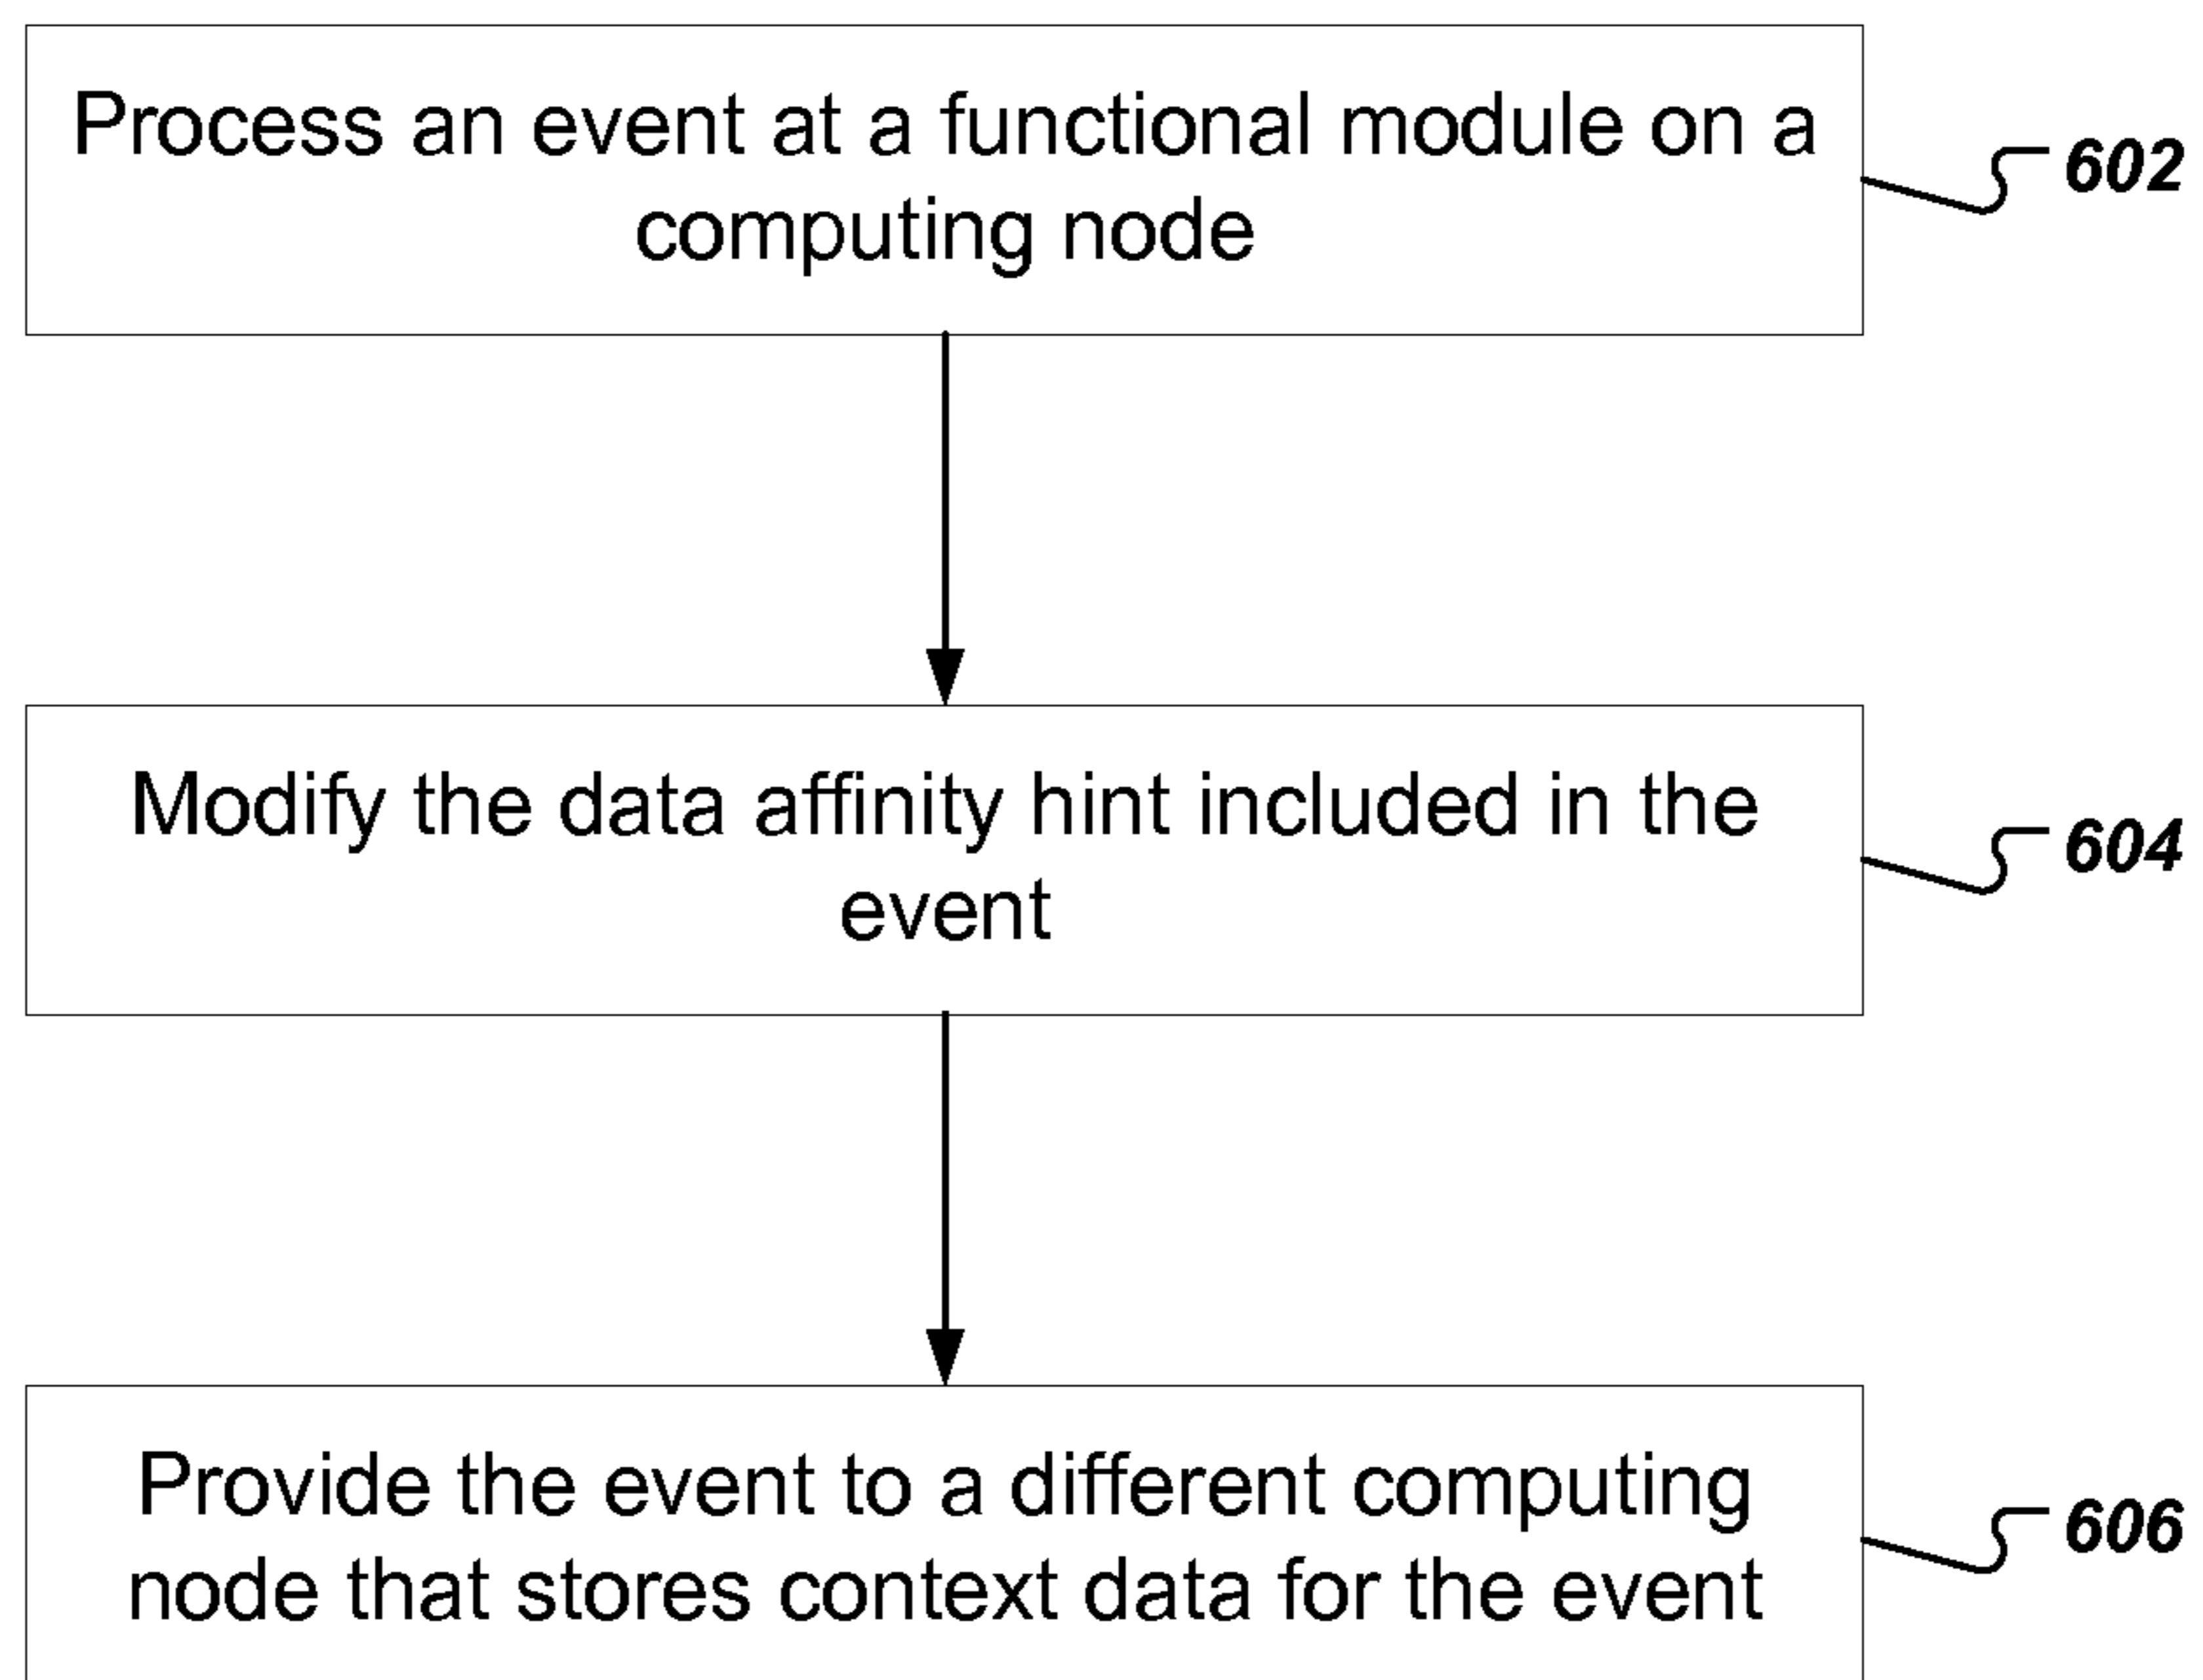 Process an event at a functional module on a
computing node
602
Modify the data affinity hint included in the
event
604
Provide the event to a different computing
node that stores context data for the event
606